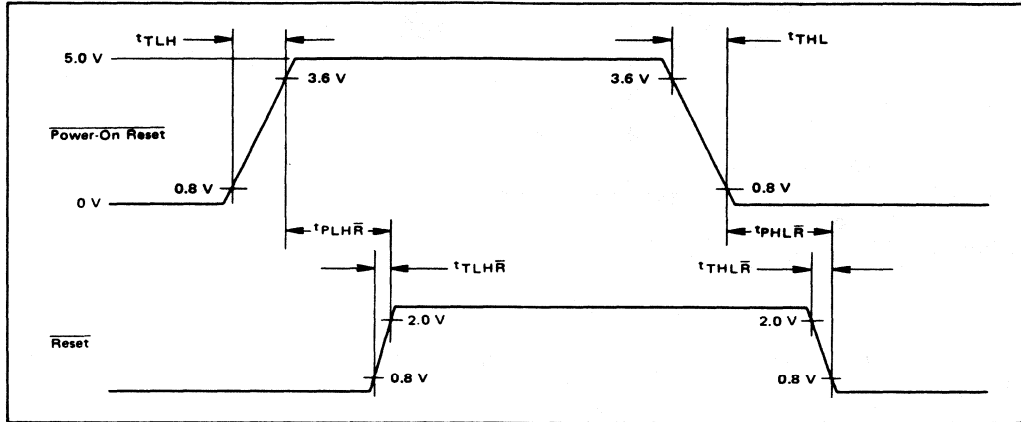 tTLH
tTHL
5.0 V
3.6 V
3.6 V
Power-On Reset
0.8 V
0.8 V
0 V
tPLHR̅
tPHLR̅
tTLHR̅
tTHLR̅
2.0 V
2.0 V
Reset
0.8 V
0.8 V